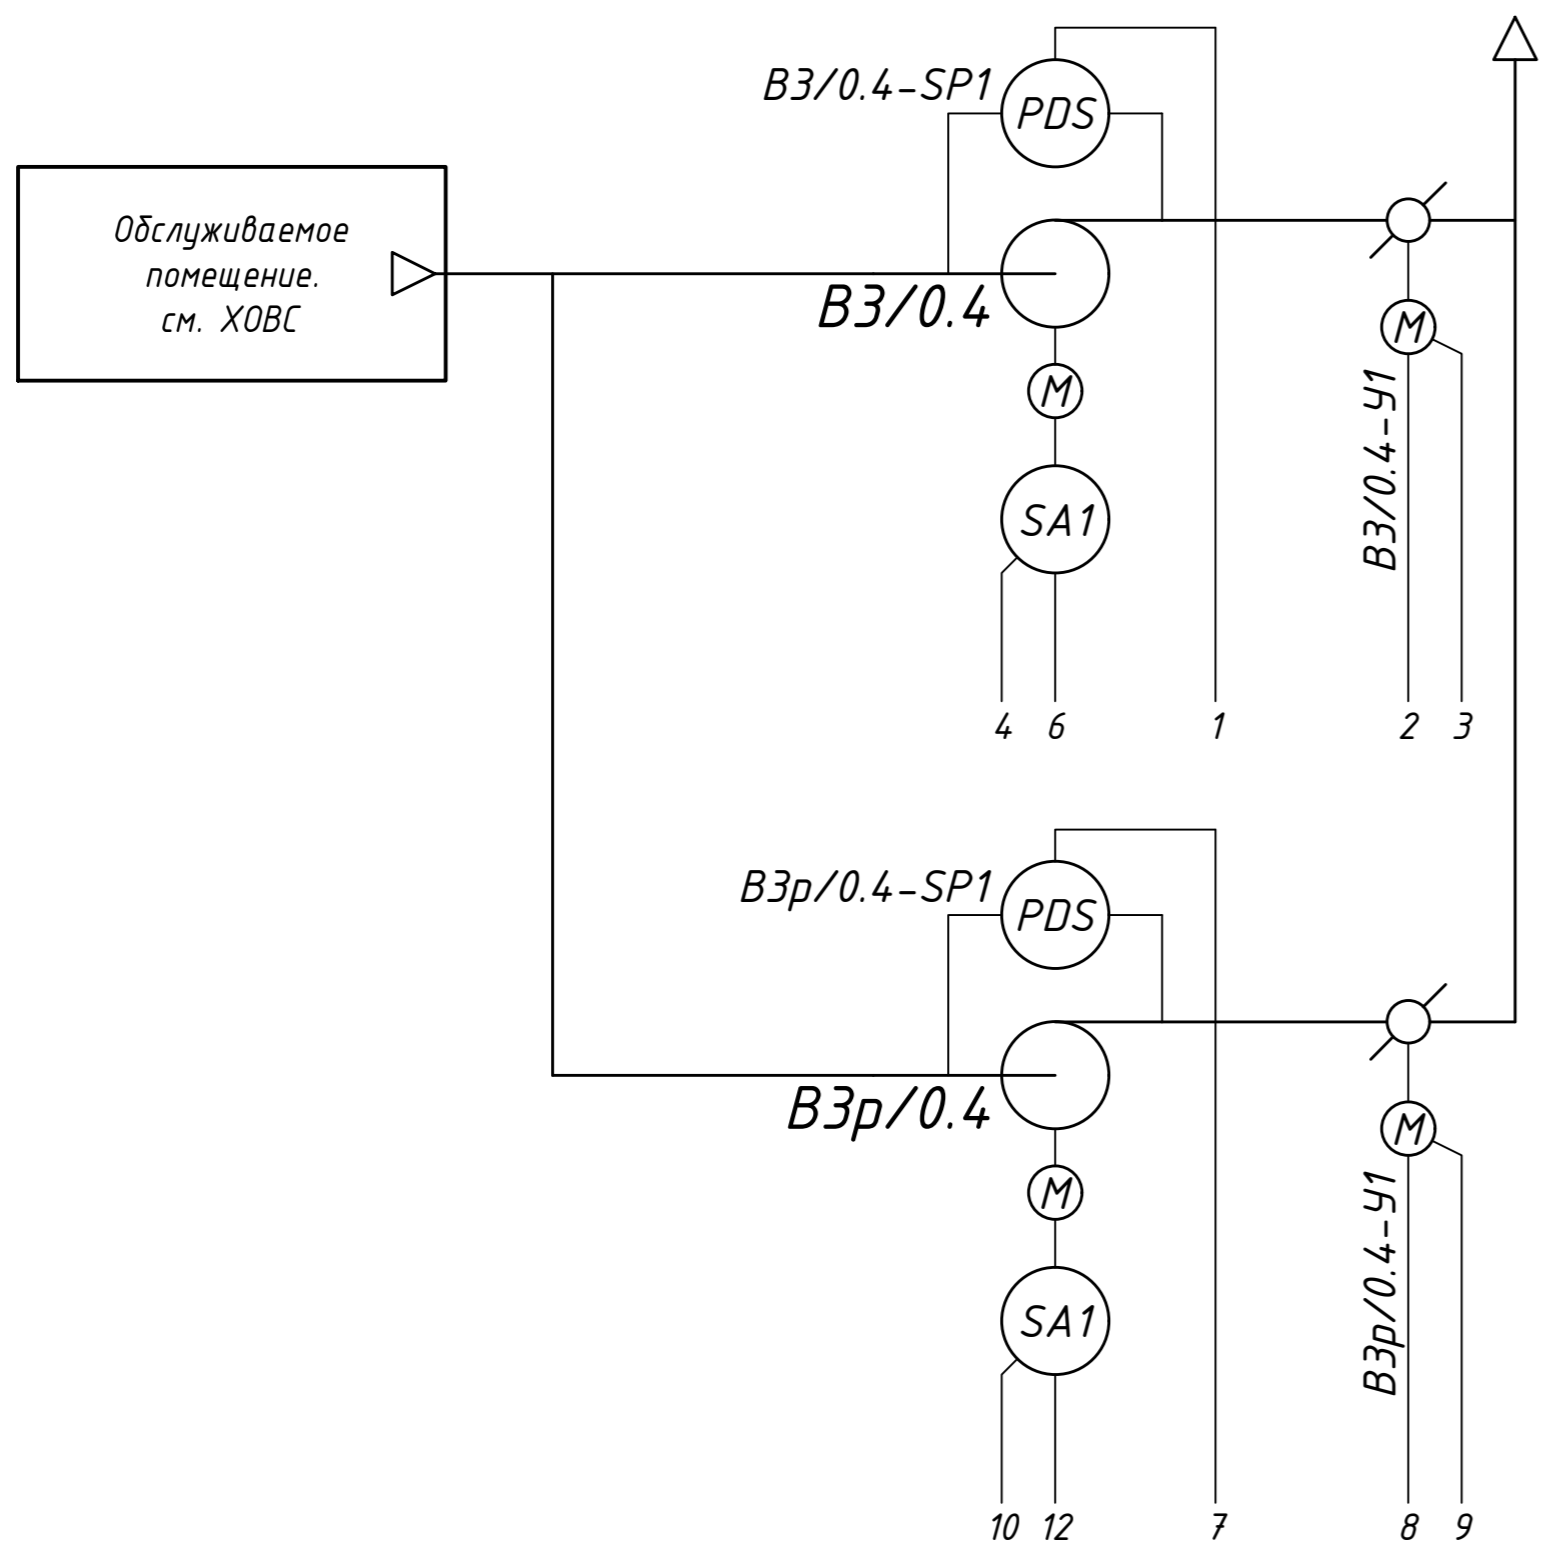 В3/0.4-SP1
PDS
Обслуживаемое
помещение.
см. ХОВС
В3/0.4
М
М
В3/0.4-У1
SA1
4 6 1 2 3
В3р/0.4-SP1
PDS
В3р/0.4
М
М
В3р/0.4-У1
SA1
10 12 7 8 9